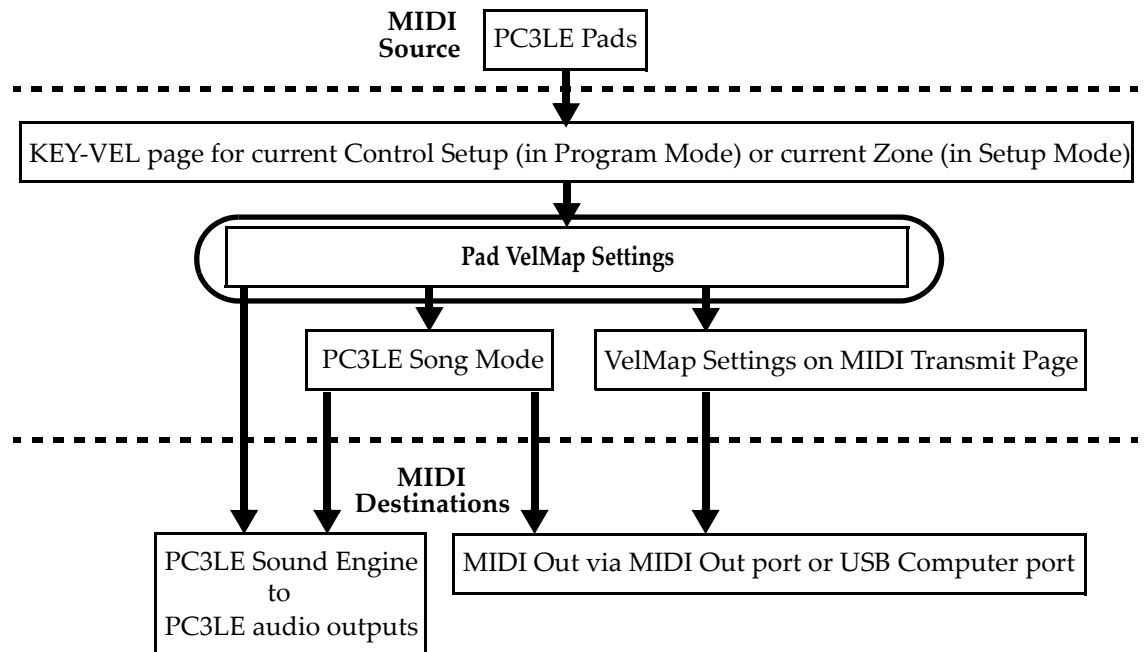 MIDI
Source
PC3LE Pads
KEY-VEL page for current Control Setup (in Program Mode) or current Zone (in Setup Mode)
Pad VelMap Settings
PC3LE Song Mode
VelMap Settings on MIDI Transmit Page
MIDI
Destinations
PC3LE Sound Engine
to
PC3LE audio outputs
MIDI Out via MIDI Out port or USB Computer port